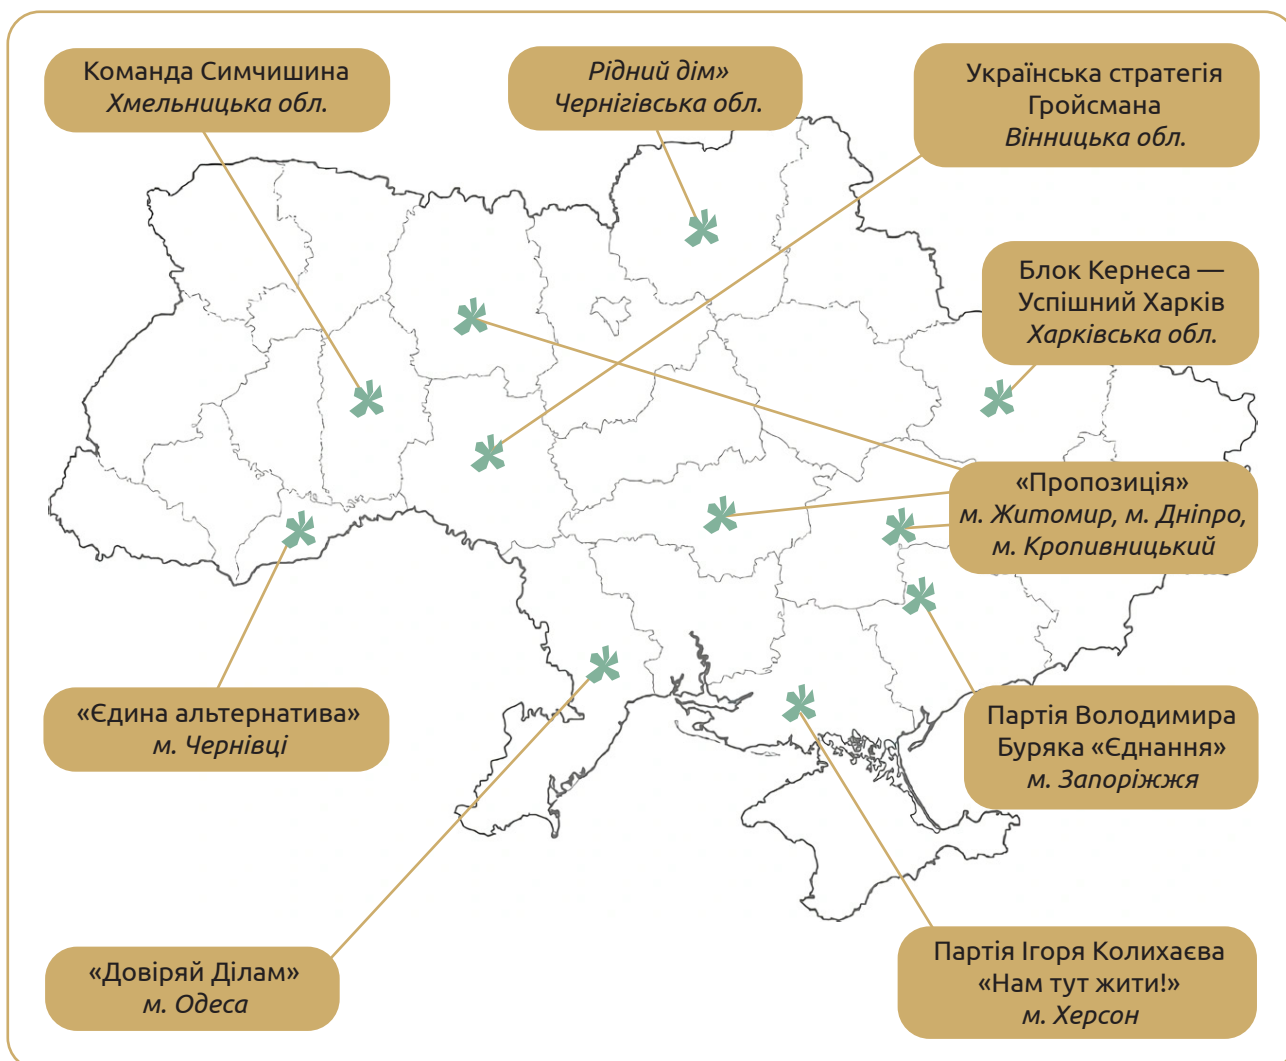 Команда Симчишина
Хмельницька обл.
Рідний дім»
Чернігівська обл.
Українська стратегія
Гройсмана
Вінницька обл.
Блок Кернеса —
Успішний Харків
Харківська обл.
«Пропозиція»
м. Житомир, м. Дніпро,
м. Кропивницький
«Єдина альтернатива»
м. Чернівці
Партія Володимира
Буряка «Єднання»
м. Запоріжжя
«Довіряй Ділам»
м. Одеса
Партія Ігоря Колихаєва
«Нам тут жити!»
м. Херсон